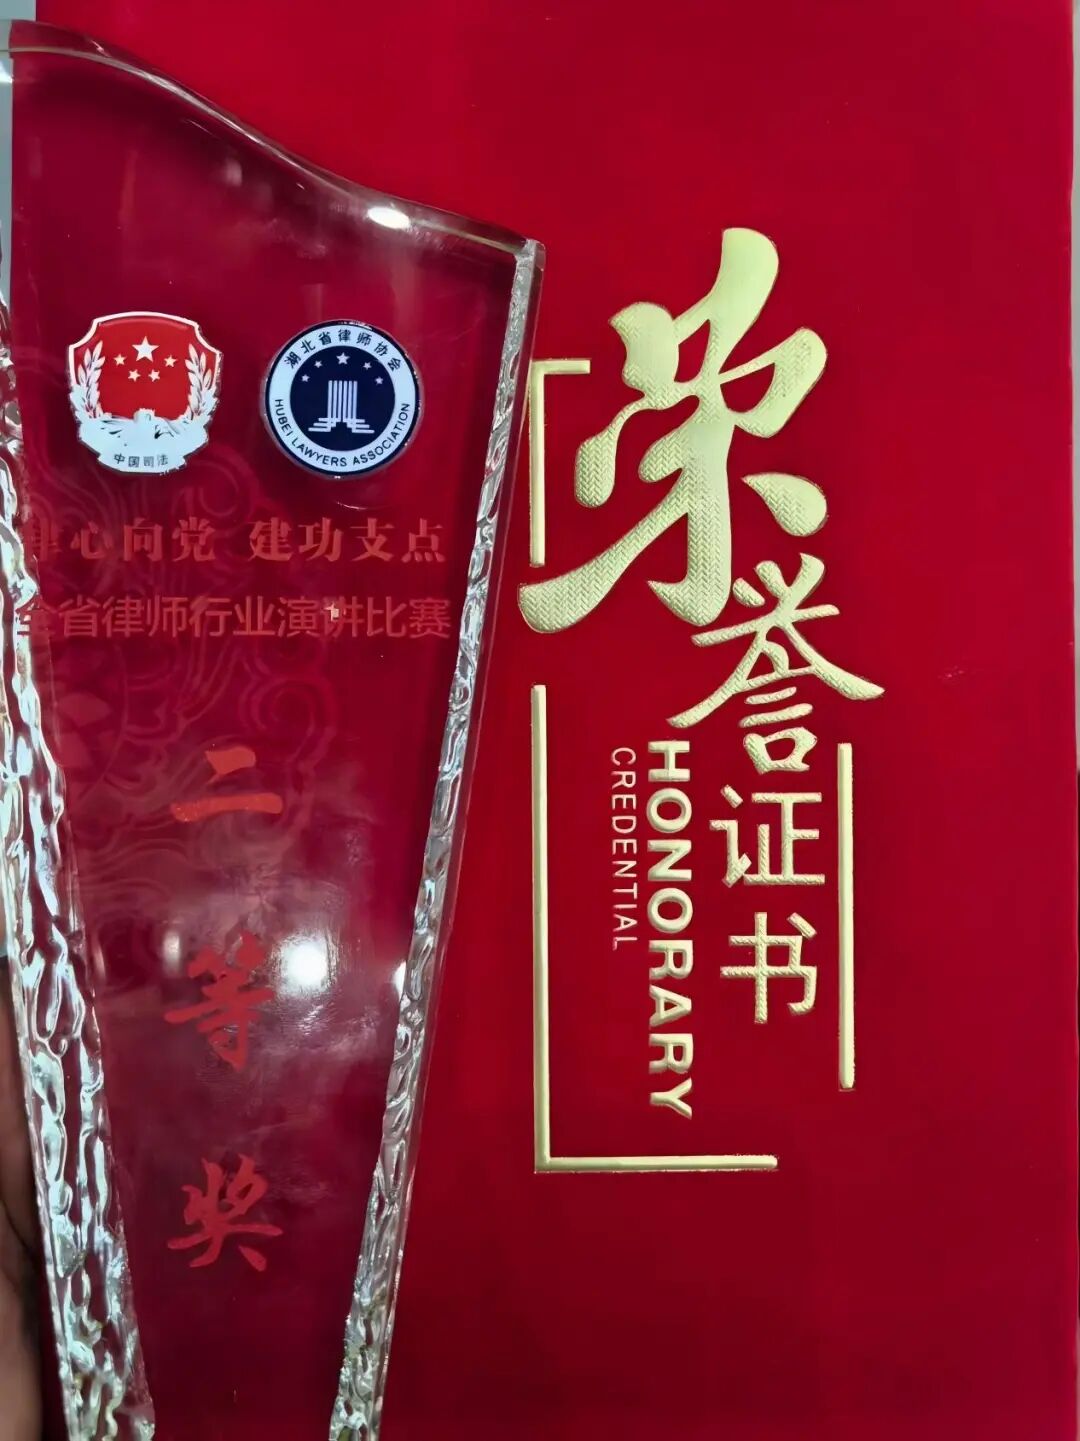 中国司法
湖北省律师协会
HUBEI LAWYERS ASSOCIATION
律心向党 建功支点
全省律师行业演讲比赛
二等奖
荣誉证书
HONORARY
CREDENTIAL